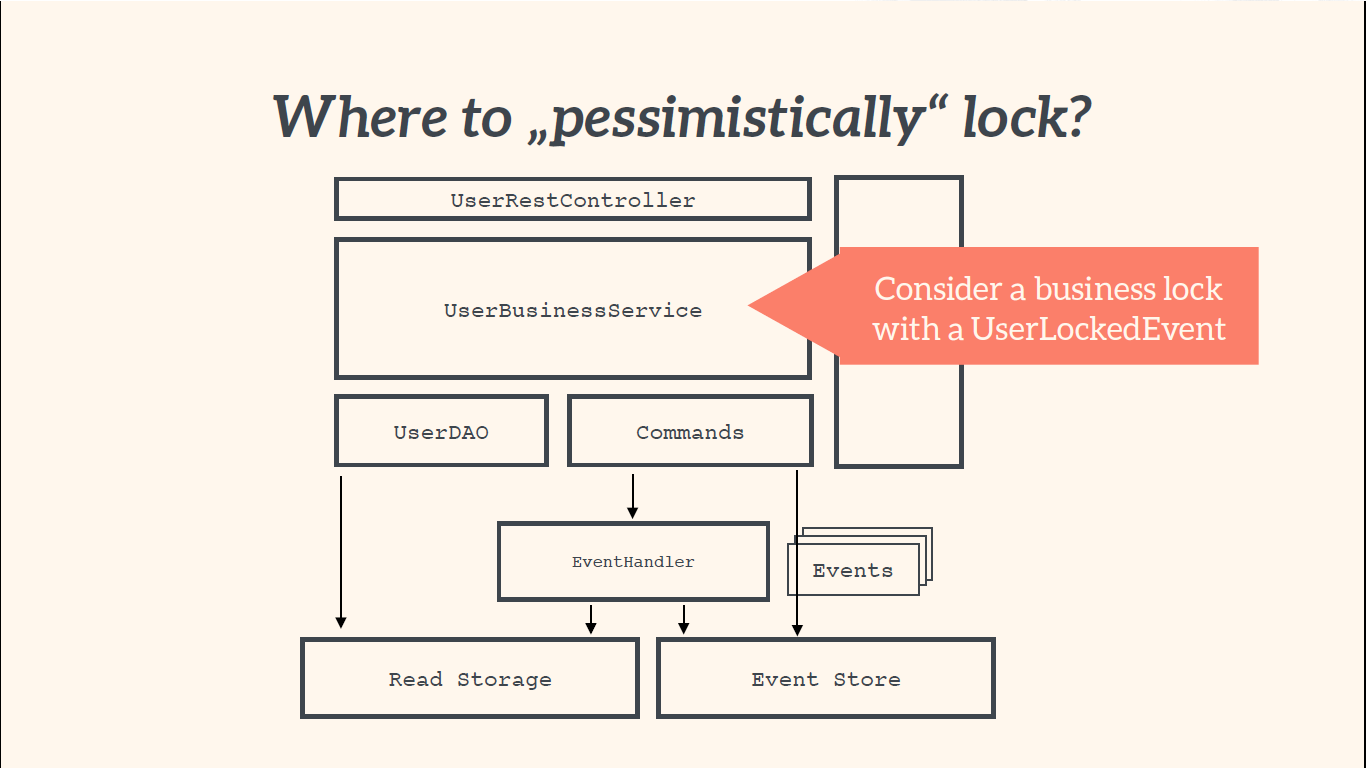 Where to „pessimistically“ lock?
UserRestController
UserBusinessService
Consider a business lock
with a UserLockedEvent
UserDAO
Commands
EventHandler
Events
Read Storage
Event Store